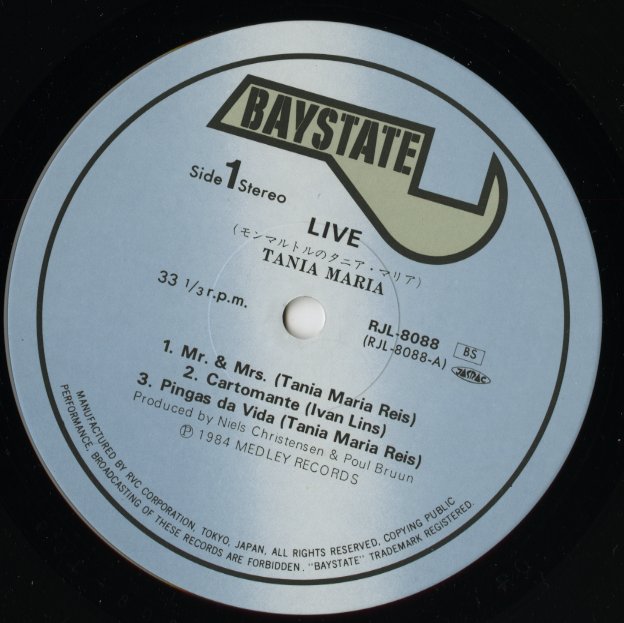 BAYSTATE
Side 1 Stereo
LIVE
(モンマルトルのタニア・マリア)
TANIA MARIA
33 1/3 r.p.m.
RJL-8088
(RJL-8088-A)
BS
JASRAC
1. Mr. & Mrs. (Tania Maria Reis)
2. Cartomante (Ivan Lins)
3. Pingas da Vida (Tania Maria Reis)
Produced by Niels Christensen & Poul Bruun
Ⓟ 1984 MEDLEY RECORDS
MANUFACTURED BY RVC CORPORATION, TOKYO, JAPAN, ALL RIGHTS RESERVED, COPYING PUBLIC
PERFORMANCE, BROADCASTING OF THESE RECORDS ARE FORBIDDEN. "BAYSTATE" TRADEMARK REGISTERED.